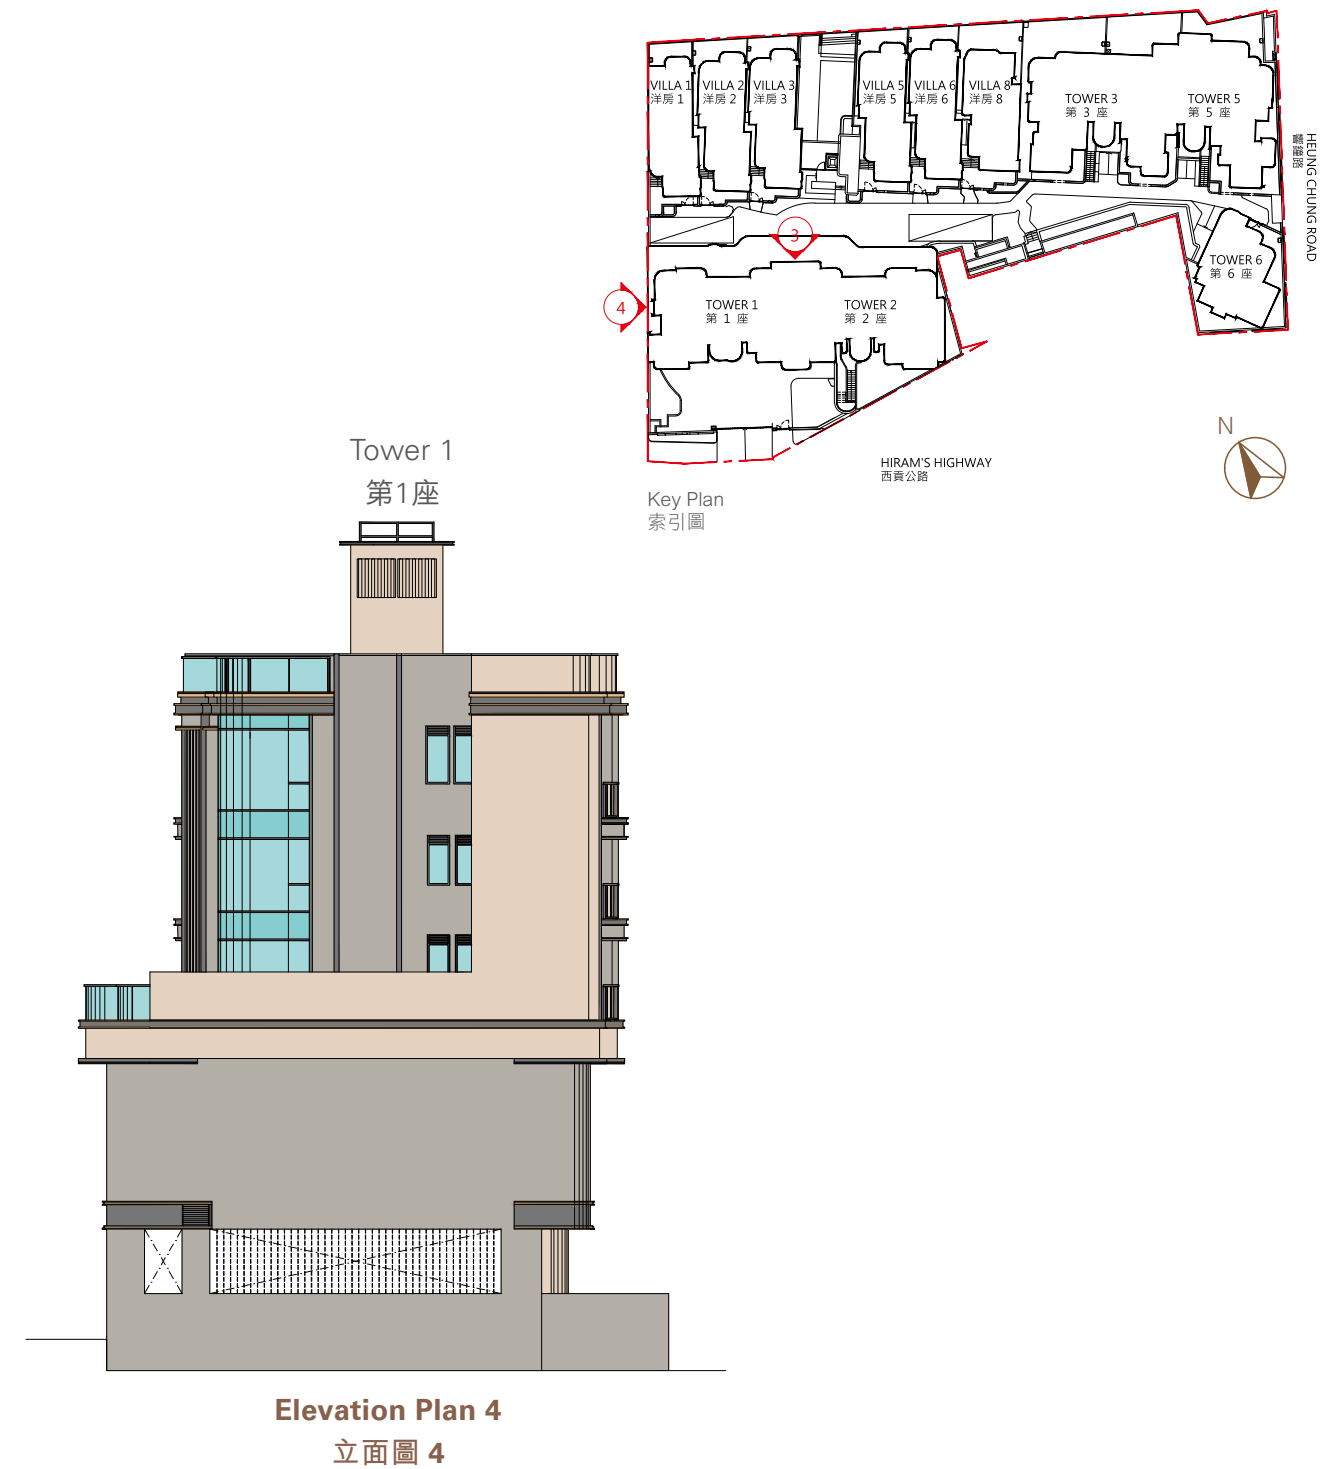 VILLA 1
洋房 1
VILLA 2
洋房 2
VILLA 3
洋房 3
VILLA 5
洋房 5
VILLA 6
洋房 6
VILLA 8
洋房 8
TOWER 3
第 3 座
TOWER 5
第 5 座
HEUNG CHUNG ROAD
響鐘路
3
TOWER 6
第 6 座
4
TOWER 1
第 1 座
TOWER 2
第 2 座
N
HIRAM'S HIGHWAY
西貢公路
Key Plan
索引圖
Tower 1
第1座
Elevation Plan 4
立面圖 4